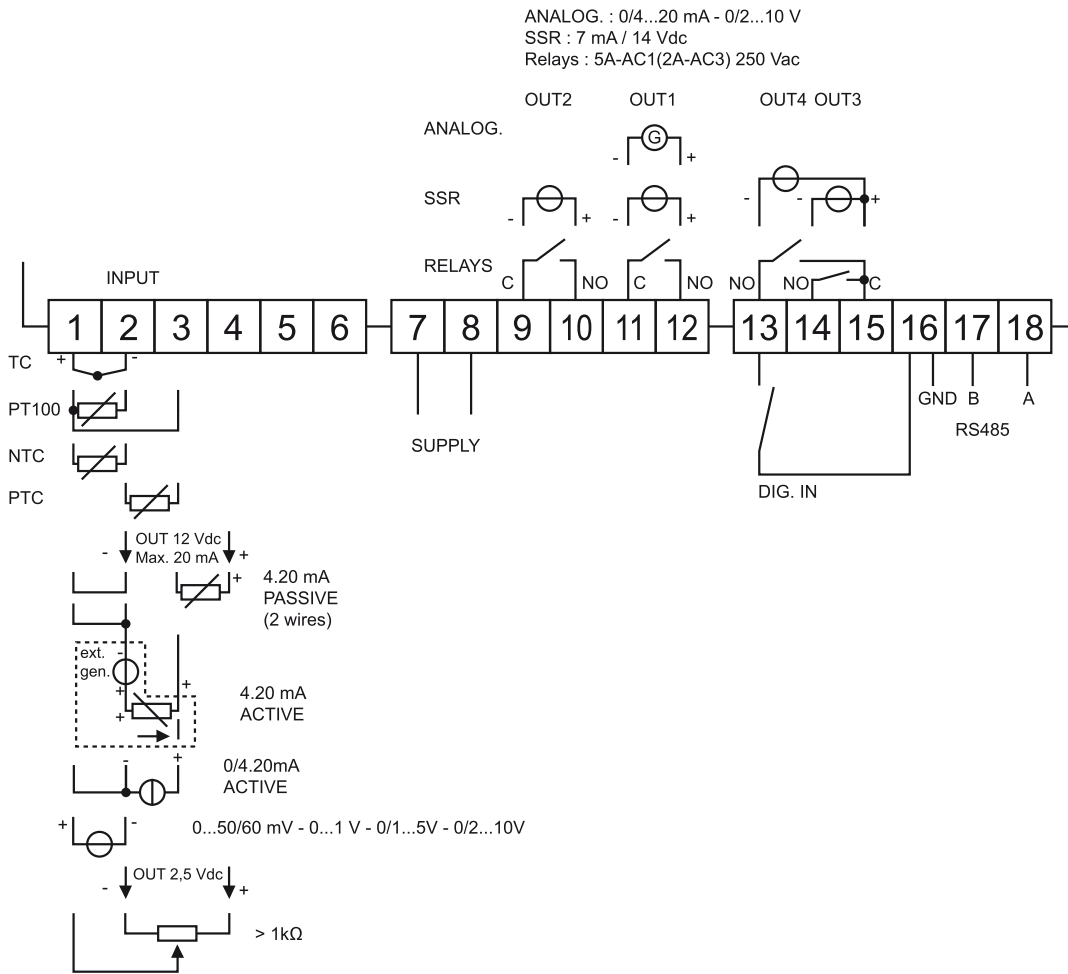 ANALOG. : 0/4...20 mA - 0/2...10 V
SSR : 7 mA / 14 Vdc
Relays : 5A-AC1(2A-AC3) 250 Vac
OUT2 OUT1 OUT4 OUT3
ANALOG.
G
- +
SSR
- + - + - - +
RELAYS
C NO C NO NO NO C
INPUT
1 2 3 4 5 6 7 8 9 10 11 12 13 14 15 16 17 18
TC + -
PT100
NTC
PTC
SUPPLY
GND B A
RS485
DIG. IN
OUT 12 Vdc
- Max. 20 mA +
+
4.20 mA
PASSIVE
(2 wires)
ext. -
gen.
+ +
+
4.20 mA
ACTIVE
- +
0/4.20mA
ACTIVE
+ - 0...50/60 mV - 0...1 V - 0/1...5V - 0/2...10V
OUT 2,5 Vdc
- +
> 1kΩ